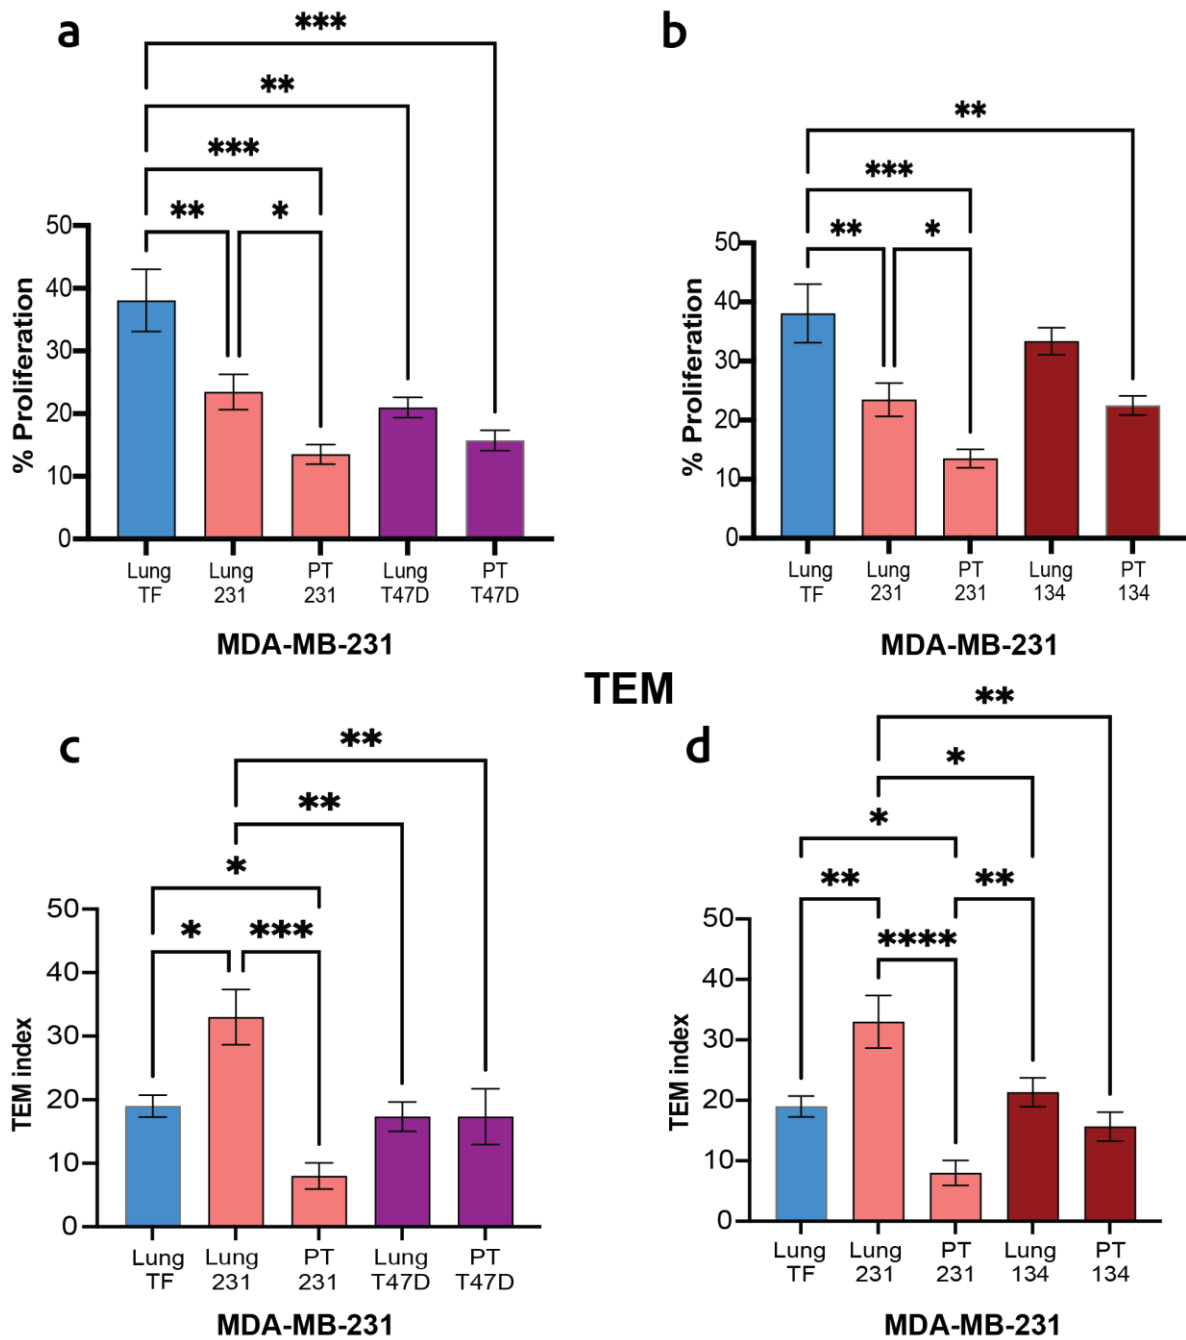 a
***
**
***
** *
50
40
30
20
10
0
% Proliferation
Lung Lung PT Lung PT
TF 231 231 T47D T47D
MDA-MB-231
b
**
***
** *
50
40
30
20
10
0
% Proliferation
Lung Lung PT Lung PT
TF 231 231 134 134
MDA-MB-231
TEM
c
**
**
*
* ***
50
40
30
20
10
0
TEM index
Lung Lung PT Lung PT
TF 231 231 T47D T47D
MDA-MB-231
d
**
*
*
** **
****
50
40
30
20
10
0
TEM index
Lung Lung PT Lung PT
TF 231 231 134 134
MDA-MB-231